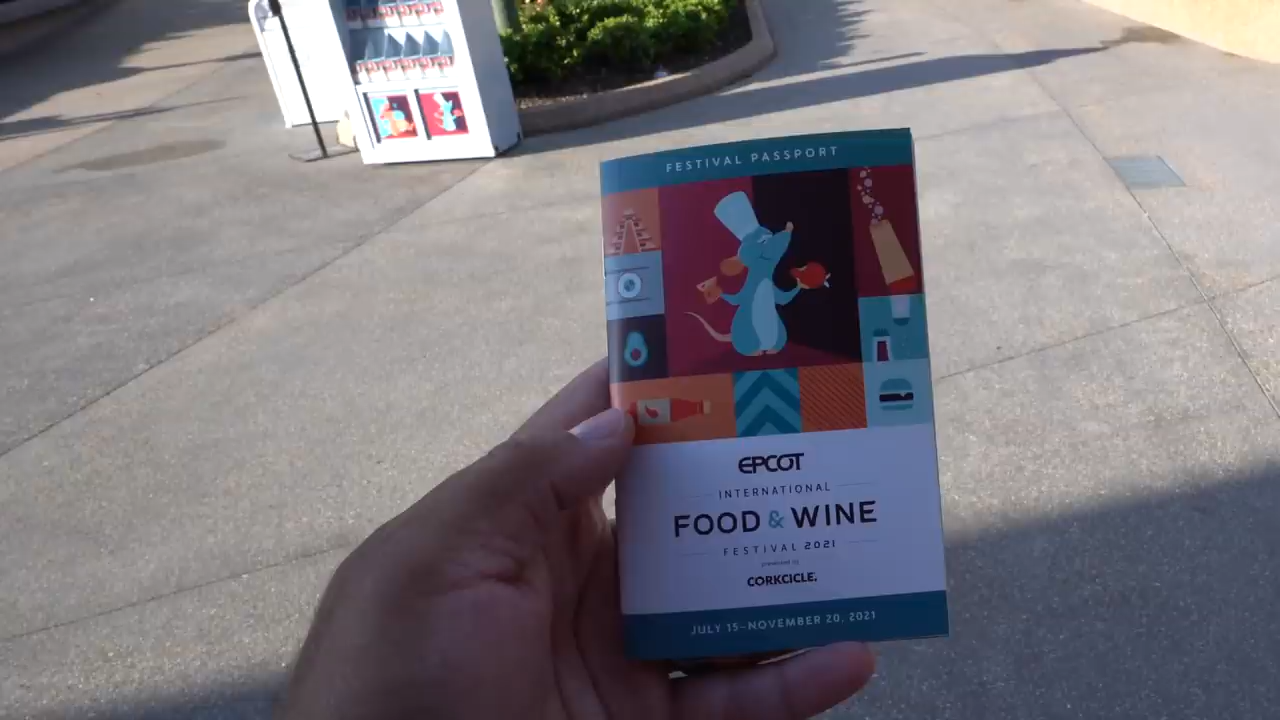 FESTIVAL PASSPORT
EPCOT
INTERNATIONAL
FOOD & WINE
FESTIVAL 2021
presented by
CORKCICLE.
JULY 15–NOVEMBER 20, 2021